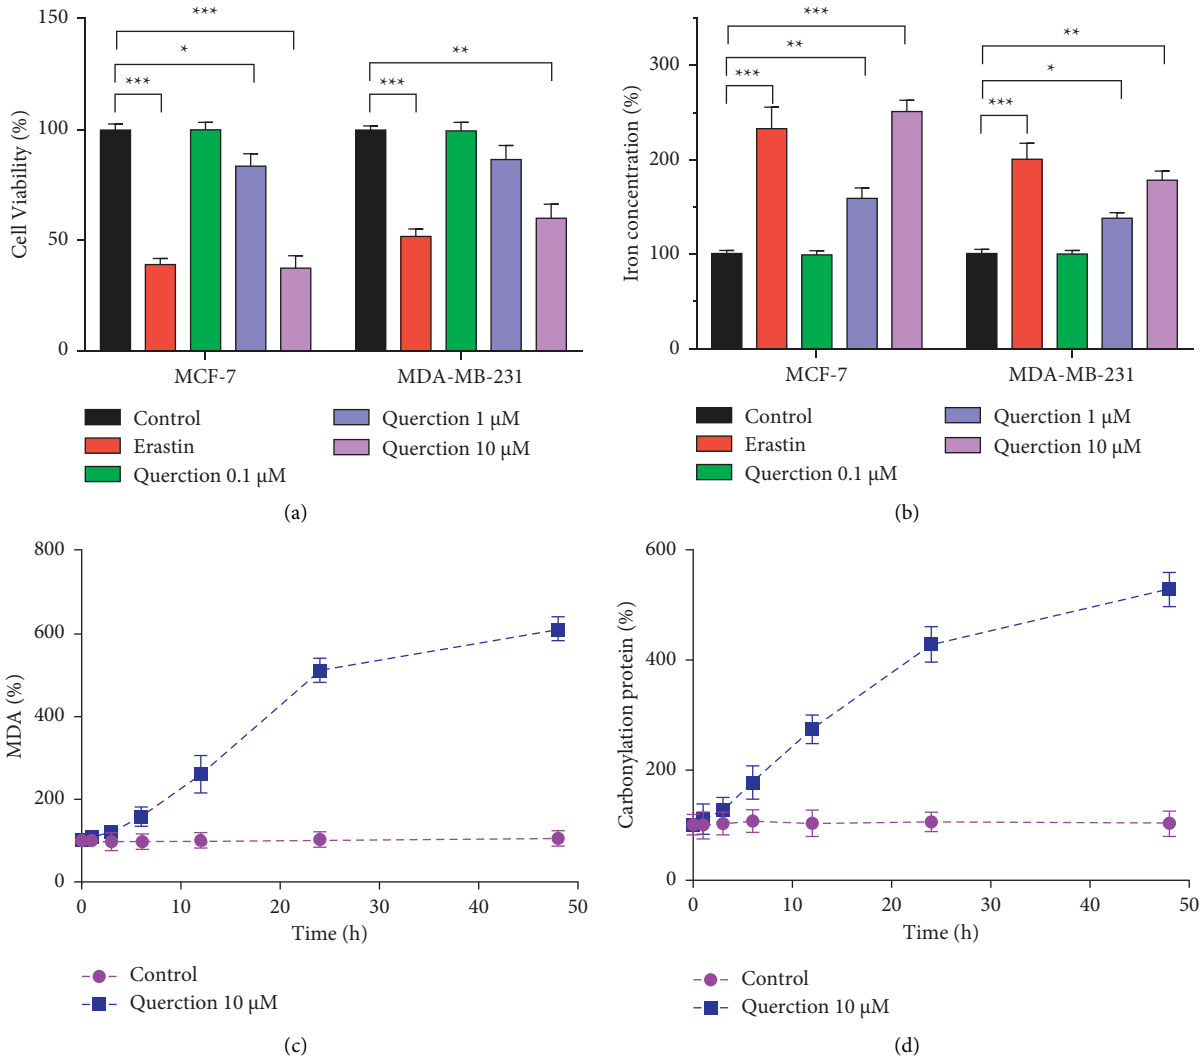 150
100
50
0
Cell Viability (%)
***
*
***
**
***
MCF-7
MDA-MB-231
Control
Erastin
Querction 0.1 μM
Querction 1 μM
Querction 10 μM
(a)
300
200
100
0
Iron concentration (%)
***
**
***
**
*
***
MCF-7
MDA-MB-231
Control
Erastin
Querction 0.1 μM
Querction 1 μM
Querction 10 μM
(b)
800
600
400
200
0
MDA (%)
0 10 20 30 40 50
Time (h)
Control
Querction 10 μM
(c)
600
400
200
0
Carbonylation protein (%)
0 10 20 30 40 50
Time (h)
Control
Querction 10 μM
(d)